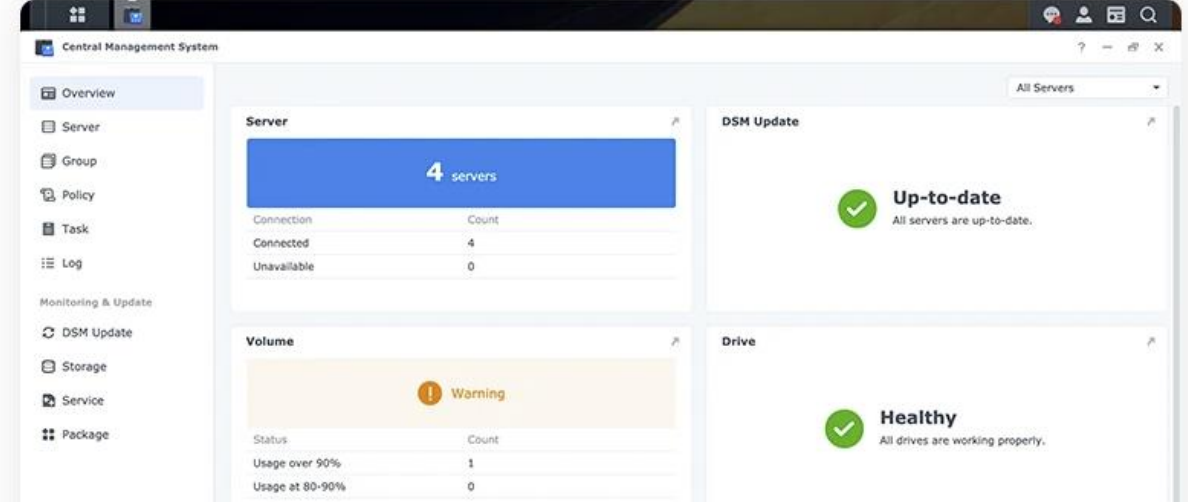 Central Management System
?
Overview
Server
Group
Policy
Task
Log
Monitoring & Update
DSM Update
Storage
Service
Package
All Servers
Server
4 servers
Connection Count
Connected 4
Unavailable 0
DSM Update
Up-to-date
All servers are up-to-date.
Volume
! Warning
Status Count
Usage over 90% 1
Usage at 80-90% 0
Drive
Healthy
All drives are working properly.